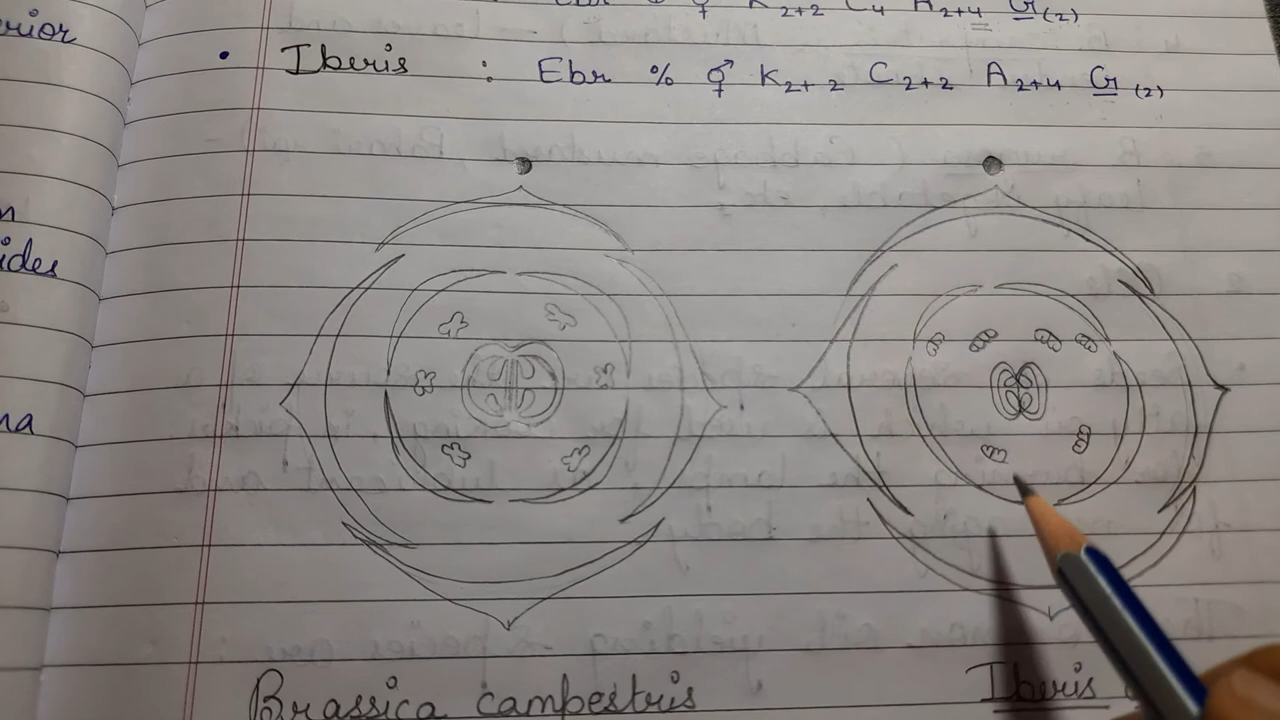 K₂₊₂ C₄ A₂₊₄ G₍₂₎
rior
• Iberis : Ebr % ⚥ K₂₊₂ C₂₊₂ A₂₊₄ G₍₂₎
ides
Brassica campestris
Iberis